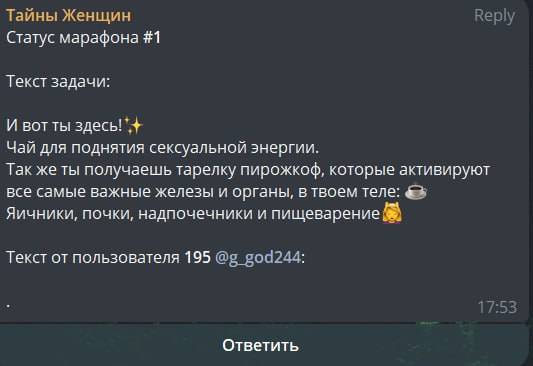 Тайны Женщин Reply
Статус марафона #1
Текст задачи:
И вот ты здесь!✨
Чай для поднятия сексуальной энергии.
Так же ты получаешь тарелку пирожкоф, которые активируют
все самые важные железы и органы, в твоем теле: ☕
Яичники, почки, надпочечники и пищеварение💆‍♀️
Текст от пользователя 195 @g_god244:
.
17:53
Ответить